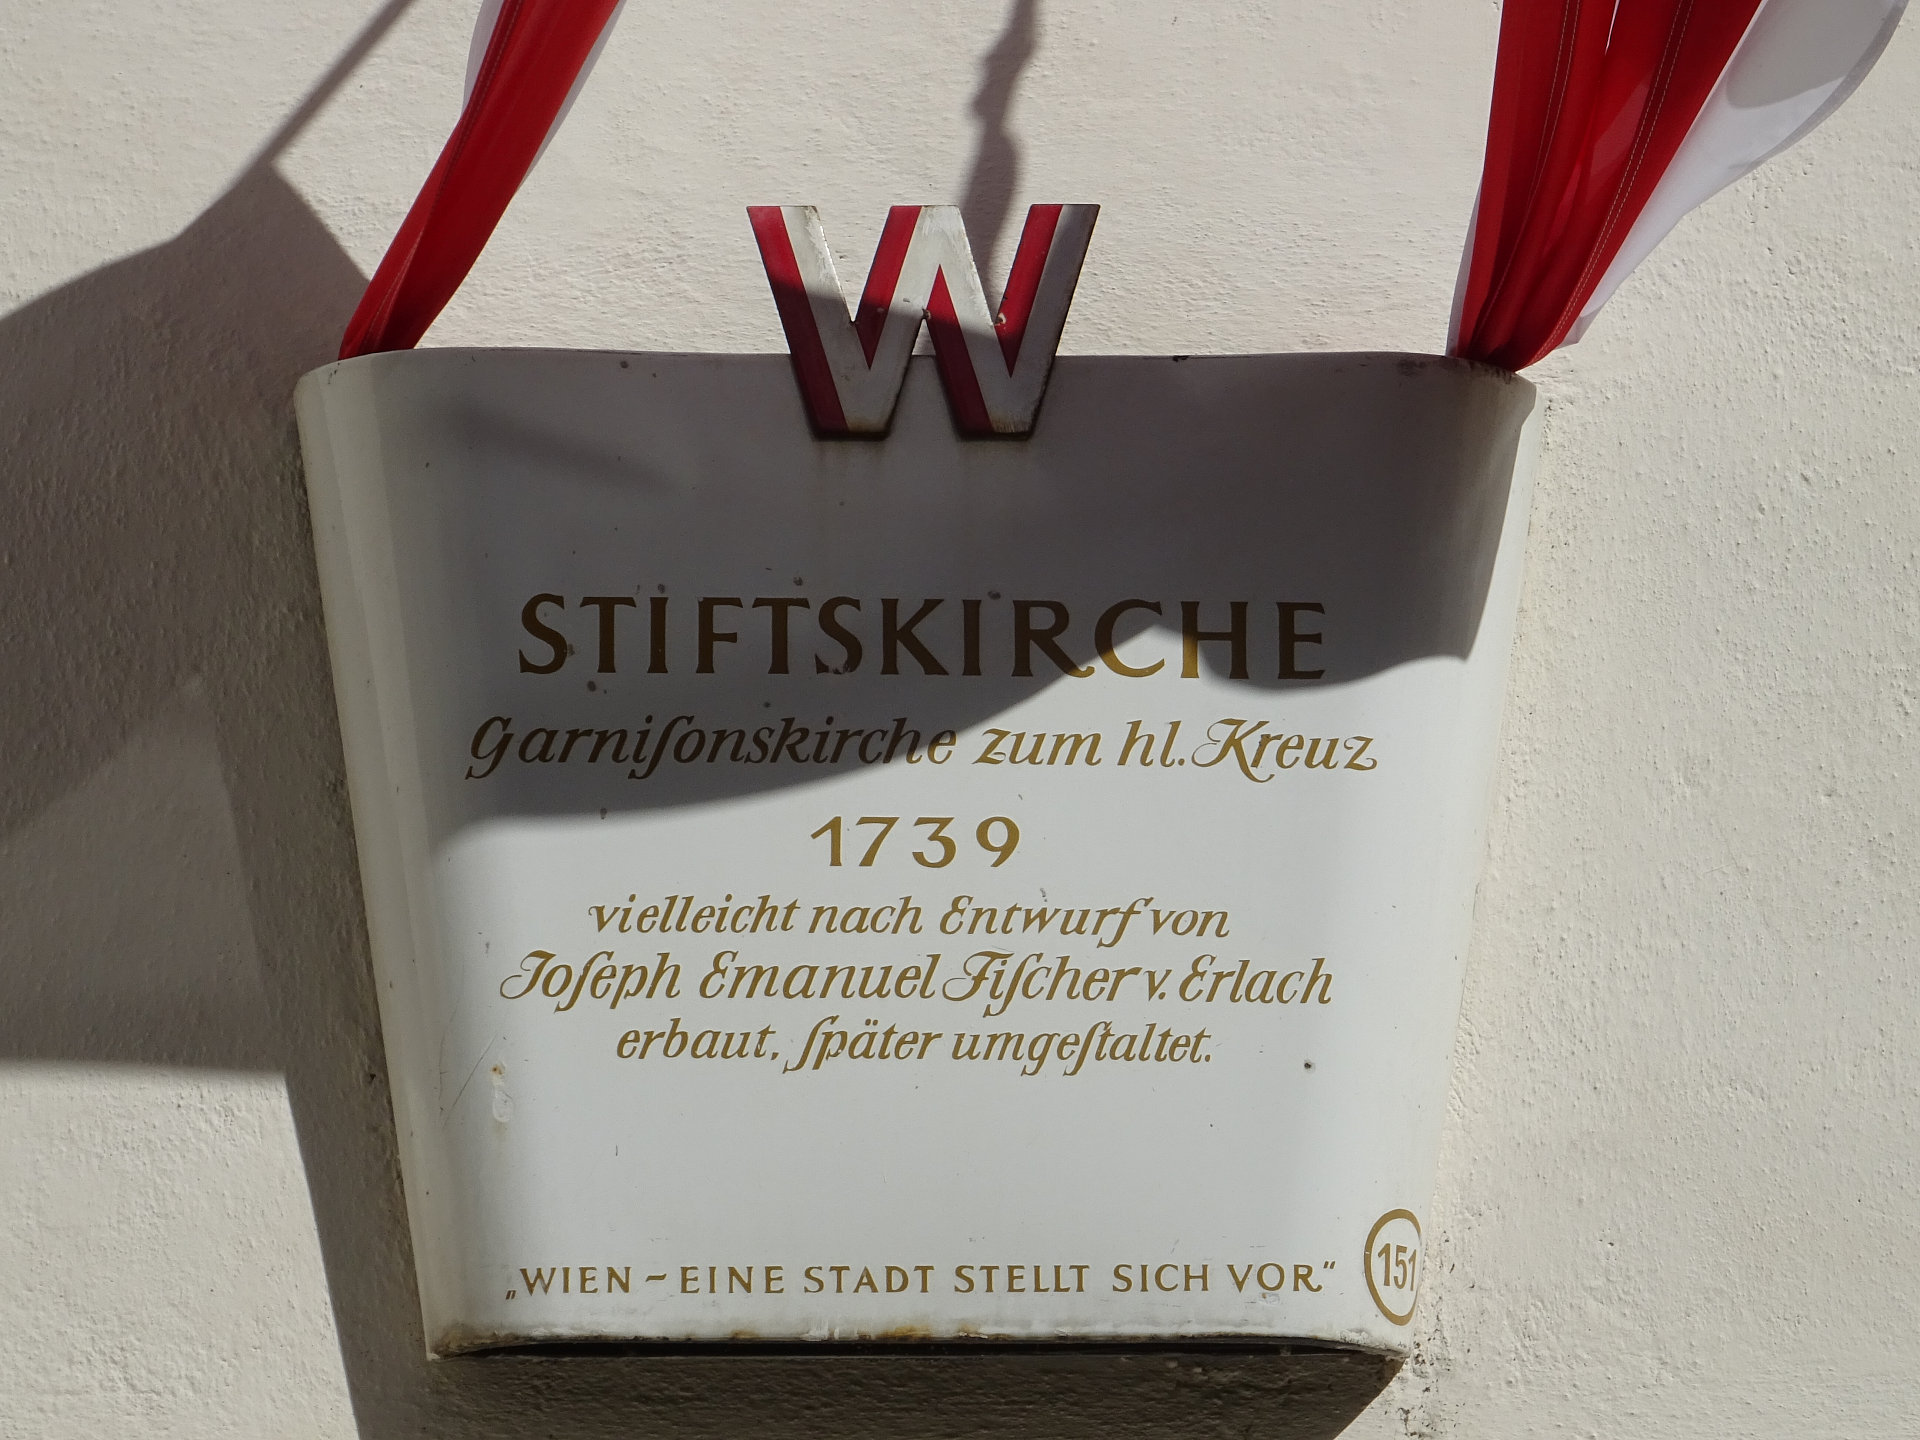 W
STIFTSKIRCHE
Garniſonskirche zum hl. Kreuz
1739
vielleicht nach Entwurf von
Joſeph Emanuel Fiſcher v. Erlach
erbaut, ſpäter umgeſtaltet.
„WIEN – EINE STADT STELLT SICH VOR.“ 151